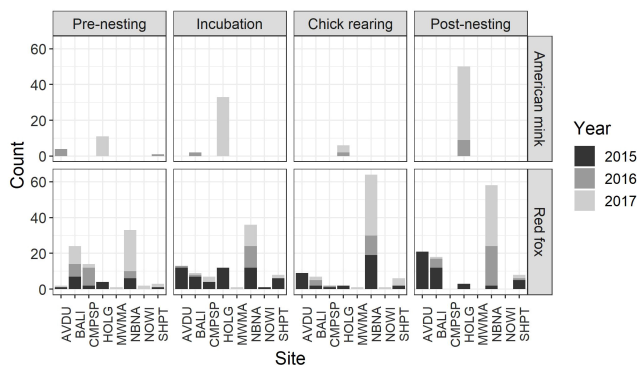 Pre-nesting Incubation Chick rearing Post-nesting
American mink
Red fox
Count
60
40
20
0
60
40
20
0
AVDU BALI CMPSP HOLG MWMA NBNA NOWI SHPT
AVDU BALI CMPSP HOLG MWMA NBNA NOWI SHPT
AVDU BALI CMPSP HOLG MWMA NBNA NOWI SHPT
AVDU BALI CMPSP HOLG MWMA NBNA NOWI SHPT
Site
Year
2015
2016
2017